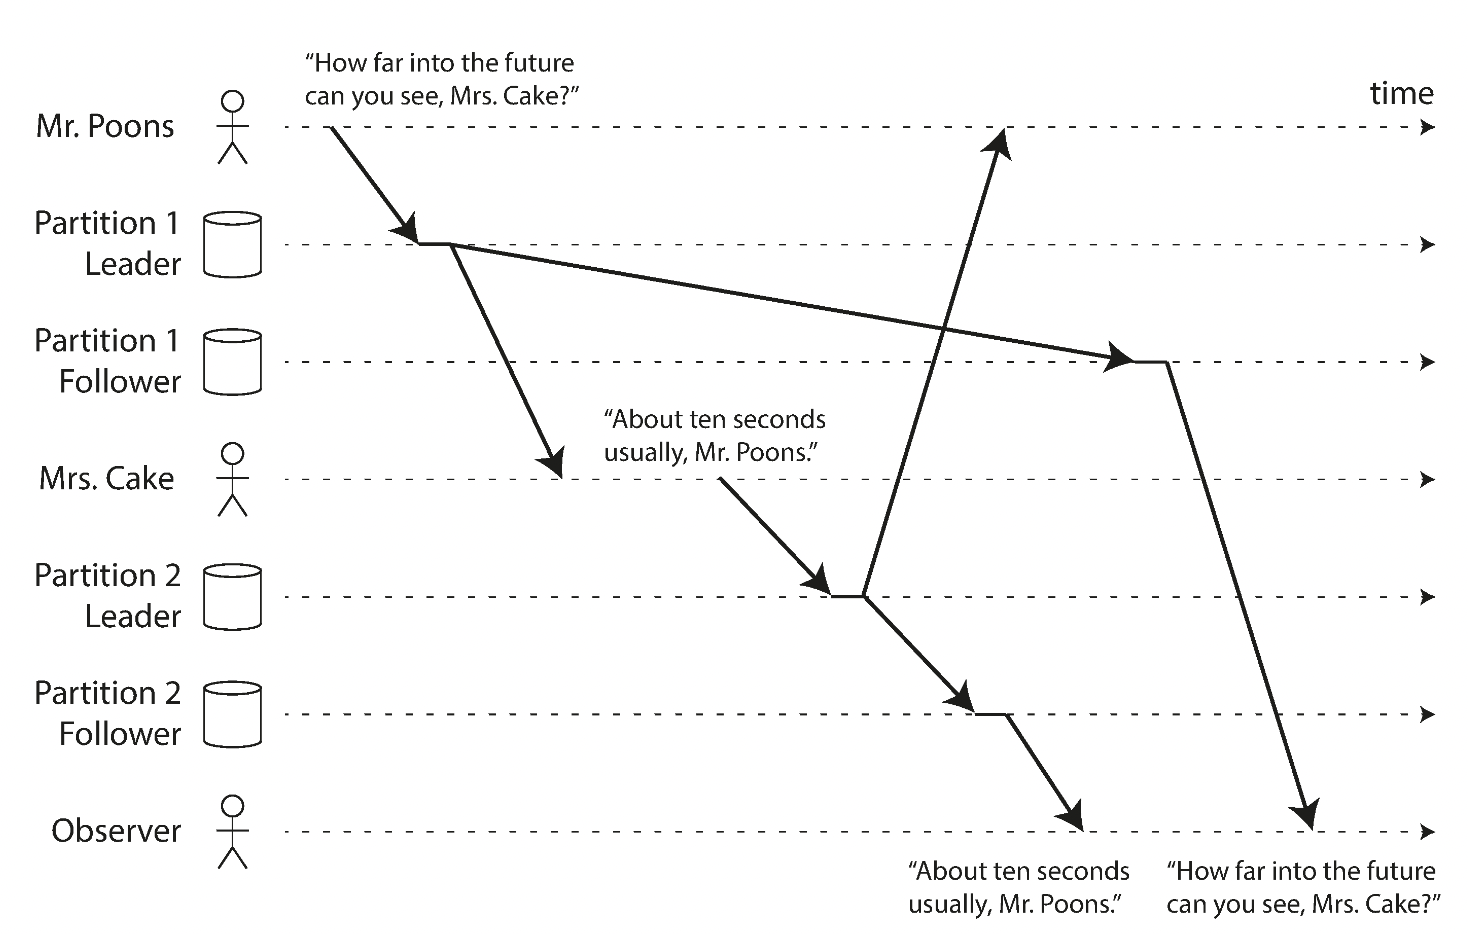 “How far into the future
can you see, Mrs. Cake?”
time
Mr. Poons
Partition 1
Leader
Partition 1
Follower
“About ten seconds
usually, Mr. Poons.”
Mrs. Cake
Partition 2
Leader
Partition 2
Follower
Observer
“About ten seconds
usually, Mr. Poons.”
“How far into the future
can you see, Mrs. Cake?”